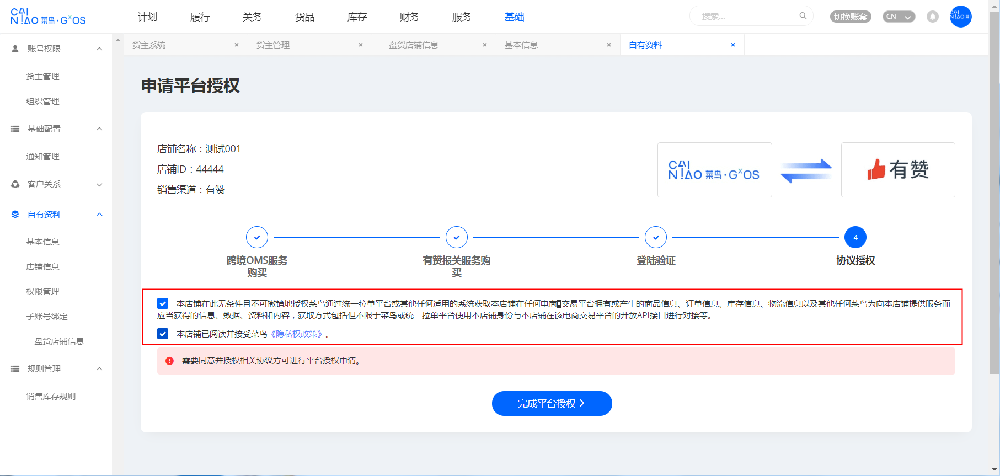 CAI
NIAO 菜鸟·GxOS
计划 履行 关务 货品 库存 财务 服务 基础
搜索...
切换账套
CN
CAI
NIAO 菜鸟
账号权限
货主管理
组织管理
基础配置
通知管理
客户关系
自有资料
基本信息
店铺信息
权限管理
子账号绑定
一盘货店铺信息
规则管理
销售库存规则
货主系统 × 货主管理 × 一盘货店铺信息 × 基本信息 × 自有资料 ×
申请平台授权
店铺名称：测试001
店铺ID：44444
销售渠道：有赞
CAI
NIAO 菜鸟·GxOS
有赞
跨境OMS服务
购买
有赞报关服务购
买
登陆验证
4
协议授权
本店铺在此无条件且不可撤销地授权菜鸟通过统一拉单平台或其他任何适用的系统获取本店铺在任何电商交易平台拥有或产生的商品信息、订单信息、库存信息、物流信息以及其他任何菜鸟为向本店铺提供服务而
应当获得的信息、数据、资料和内容，获取方式包括但不限于菜鸟或统一拉单平台使用本店铺身份与本店铺在该电商交易平台的开放API接口进行对接等。
本店铺已阅读并接受菜鸟《隐私权政策》。
需要同意并授权相关协议方可进行平台授权申请。
完成平台授权 >